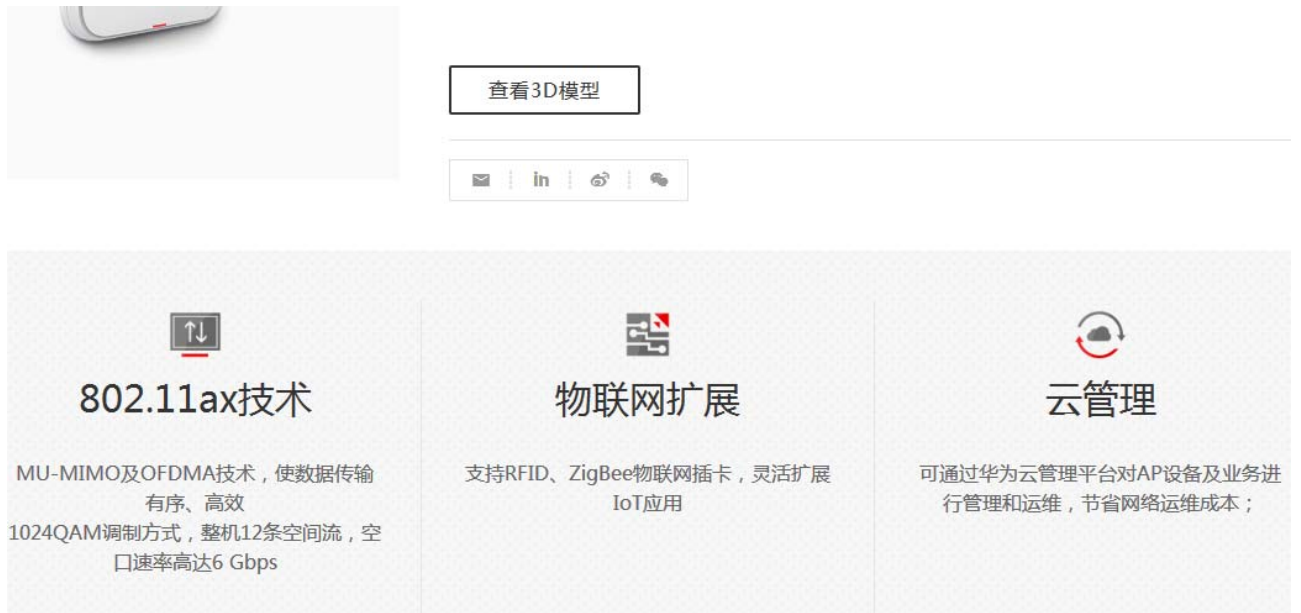 查看3D模型
in
802.11ax技术
MU-MIMO及OFDMA技术，使数据传输
有序、高效
1024QAM调制方式，整机12条空间流，空
口速率高达6 Gbps
物联网扩展
支持RFID、ZigBee物联网插卡，灵活扩展
IoT应用
云管理
可通过华为云管理平台对AP设备及业务进
行管理和运维，节省网络运维成本；